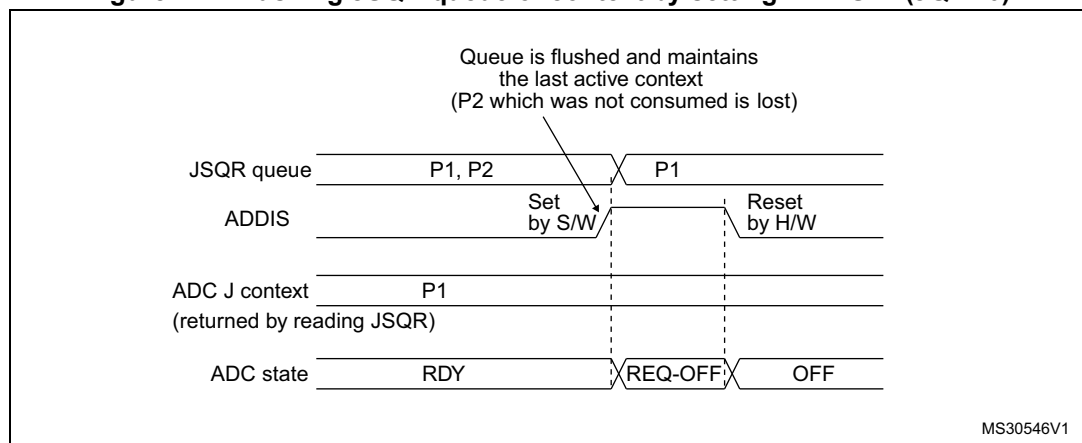 Queue is flushed and maintains
the last active context
(P2 which was not consumed is lost)
JSQR queue
P1, P2
P1
ADDIS
Set
by S/W
Reset
by H/W
ADC J context
(returned by reading JSQR)
P1
ADC state
RDY
REQ-OFF
OFF
MS30546V1